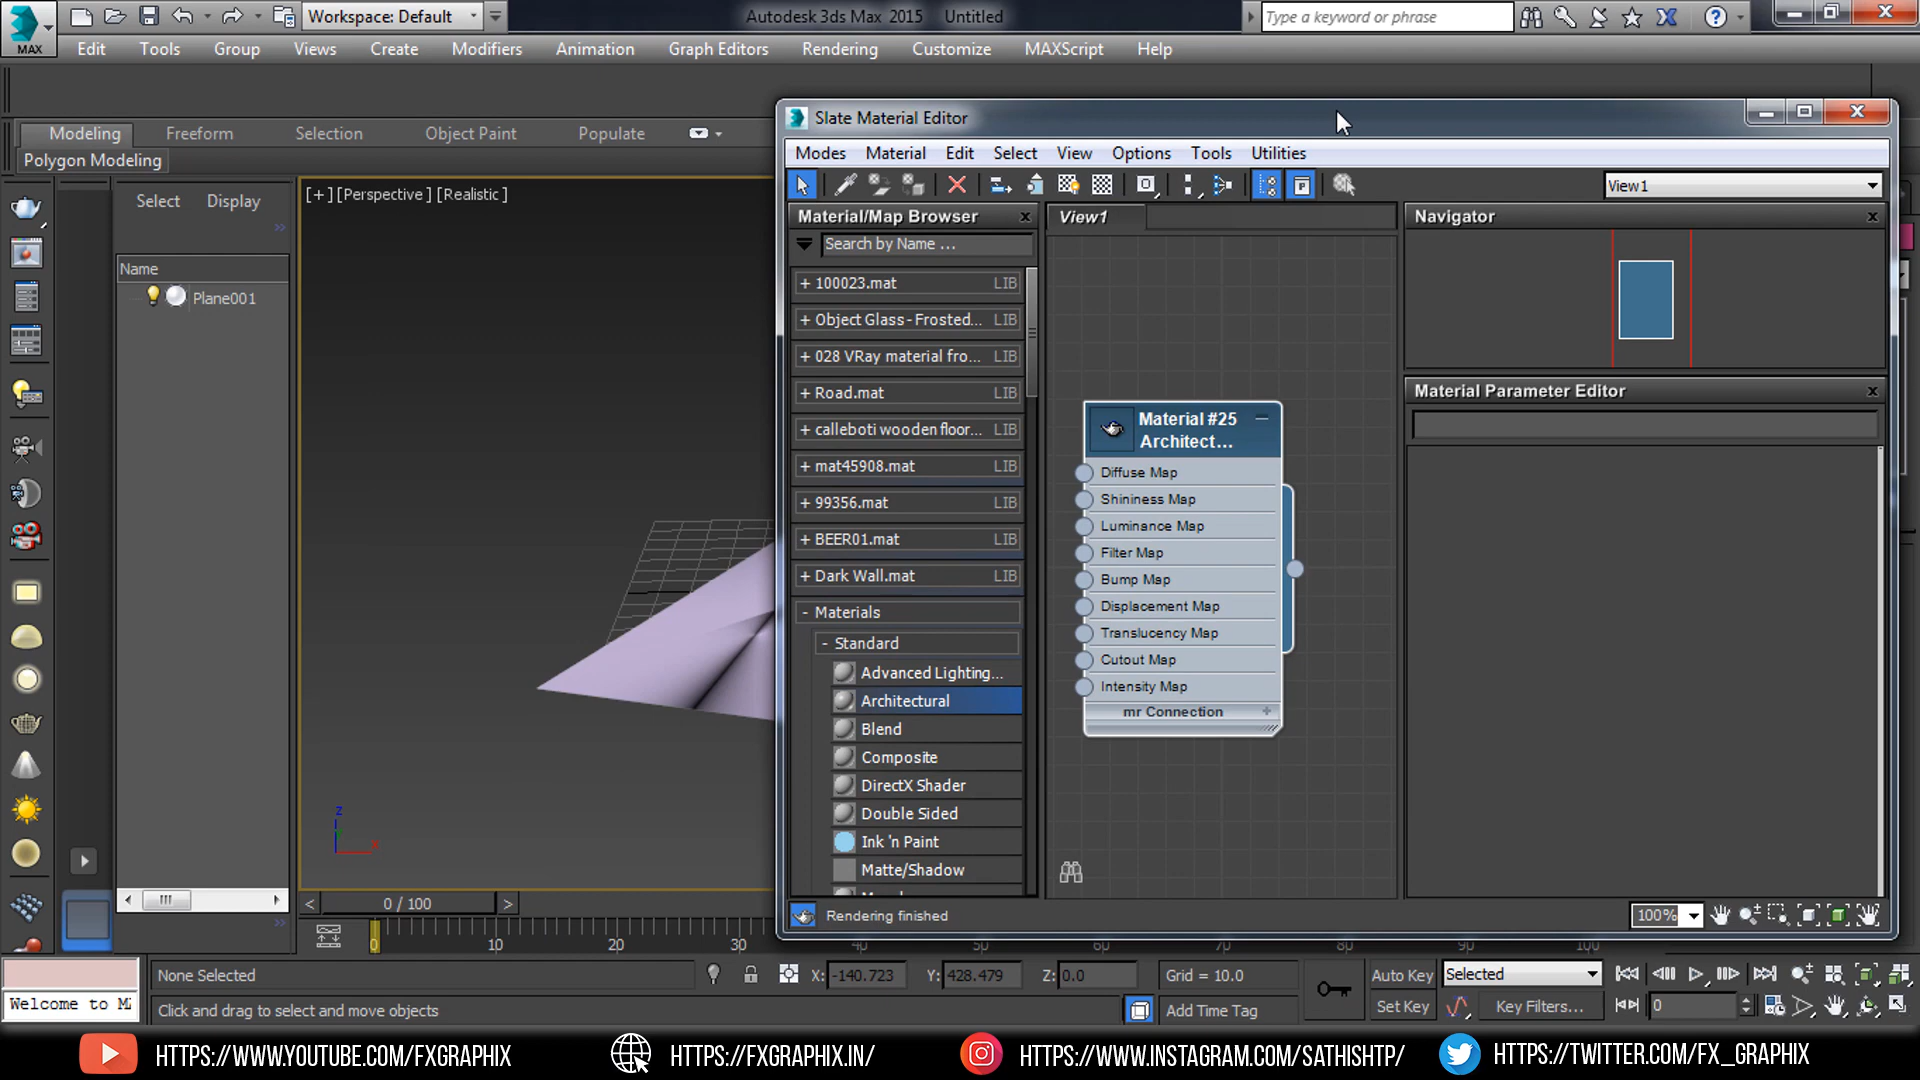 MAX
Workspace: Default
Autodesk 3ds Max 2015 Untitled
Type a keyword or phrase
Edit Tools Group Views Create Modifiers Animation Graph Editors Rendering Customize MAXScript Help
Modeling Freeform Selection Object Paint Populate
Polygon Modeling
Select Display
Name
Plane001
[+] [Perspective] [Realistic]
z
x
Slate Material Editor
Modes Material Edit Select View Options Tools Utilities
View1
Material/Map Browser
Search by Name ...
+ 100023.mat LIB
+ Object Glass - Frosted... LIB
+ 028 VRay material fro... LIB
+ Road.mat LIB
+ calleboti wooden floor... LIB
+ mat45908.mat LIB
+ 99356.mat LIB
+ BEER01.mat LIB
+ Dark Wall.mat LIB
- Materials
- Standard
Advanced Lighting...
Architectural
Blend
Composite
DirectX Shader
Double Sided
Ink 'n Paint
Matte/Shadow
View1
Material #25
Architect...
Diffuse Map
Shininess Map
Luminance Map
Filter Map
Bump Map
Displacement Map
Translucency Map
Cutout Map
Intensity Map
mr Connection +
Navigator
Material Parameter Editor
Rendering finished
100%
< 0 / 100 >
0 10 20 30 40 50 60 70 80 90 100
None Selected
X: -140.723 Y: 428.479 Z: 0.0
Grid = 10.0
Auto Key Selected
Welcome to M
Click and drag to select and move objects
Add Time Tag
Set Key Key Filters... 0
HTTPS://WWW.YOUTUBE.COM/FXGRAPHIX HTTPS://FXGRAPHIX.IN/ HTTPS://WWW.INSTAGRAM.COM/SATHISHTP/ HTTPS://TWITTER.COM/FX_GRAPHIX